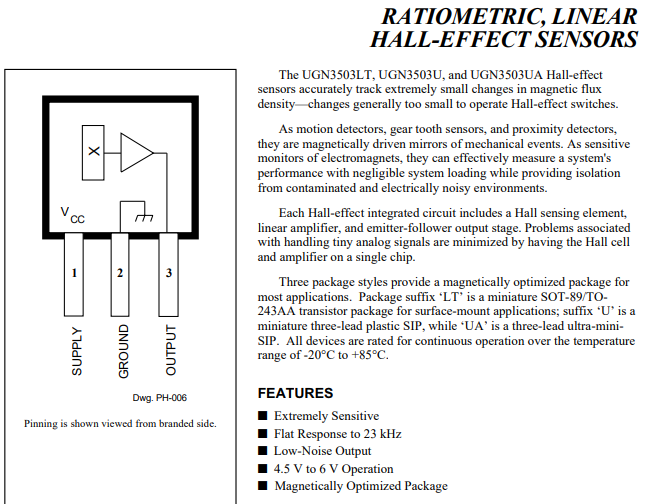 RATIOMETRIC, LINEAR
HALL-EFFECT SENSORS
X
V CC
1
2
3
SUPPLY
GROUND
OUTPUT
Dwg. PH-006
Pinning is shown viewed from branded side.
The UGN3503LT, UGN3503U, and UGN3503UA Hall-effect
sensors accurately track extremely small changes in magnetic flux
density—changes generally too small to operate Hall-effect switches.
As motion detectors, gear tooth sensors, and proximity detectors,
they are magnetically driven mirrors of mechanical events. As sensitive
monitors of electromagnets, they can effectively measure a system's
performance with negligible system loading while providing isolation
from contaminated and electrically noisy environments.
Each Hall-effect integrated circuit includes a Hall sensing element,
linear amplifier, and emitter-follower output stage. Problems associated
with handling tiny analog signals are minimized by having the Hall cell
and amplifier on a single chip.
Three package styles provide a magnetically optimized package for
most applications. Package suffix ‘LT’ is a miniature SOT-89/TO-
243AA transistor package for surface-mount applications; suffix ‘U’ is a
miniature three-lead plastic SIP, while ‘UA’ is a three-lead ultra-mini-
SIP. All devices are rated for continuous operation over the temperature
range of -20°C to +85°C.
FEATURES
■ Extremely Sensitive
■ Flat Response to 23 kHz
■ Low-Noise Output
■ 4.5 V to 6 V Operation
■ Magnetically Optimized Package